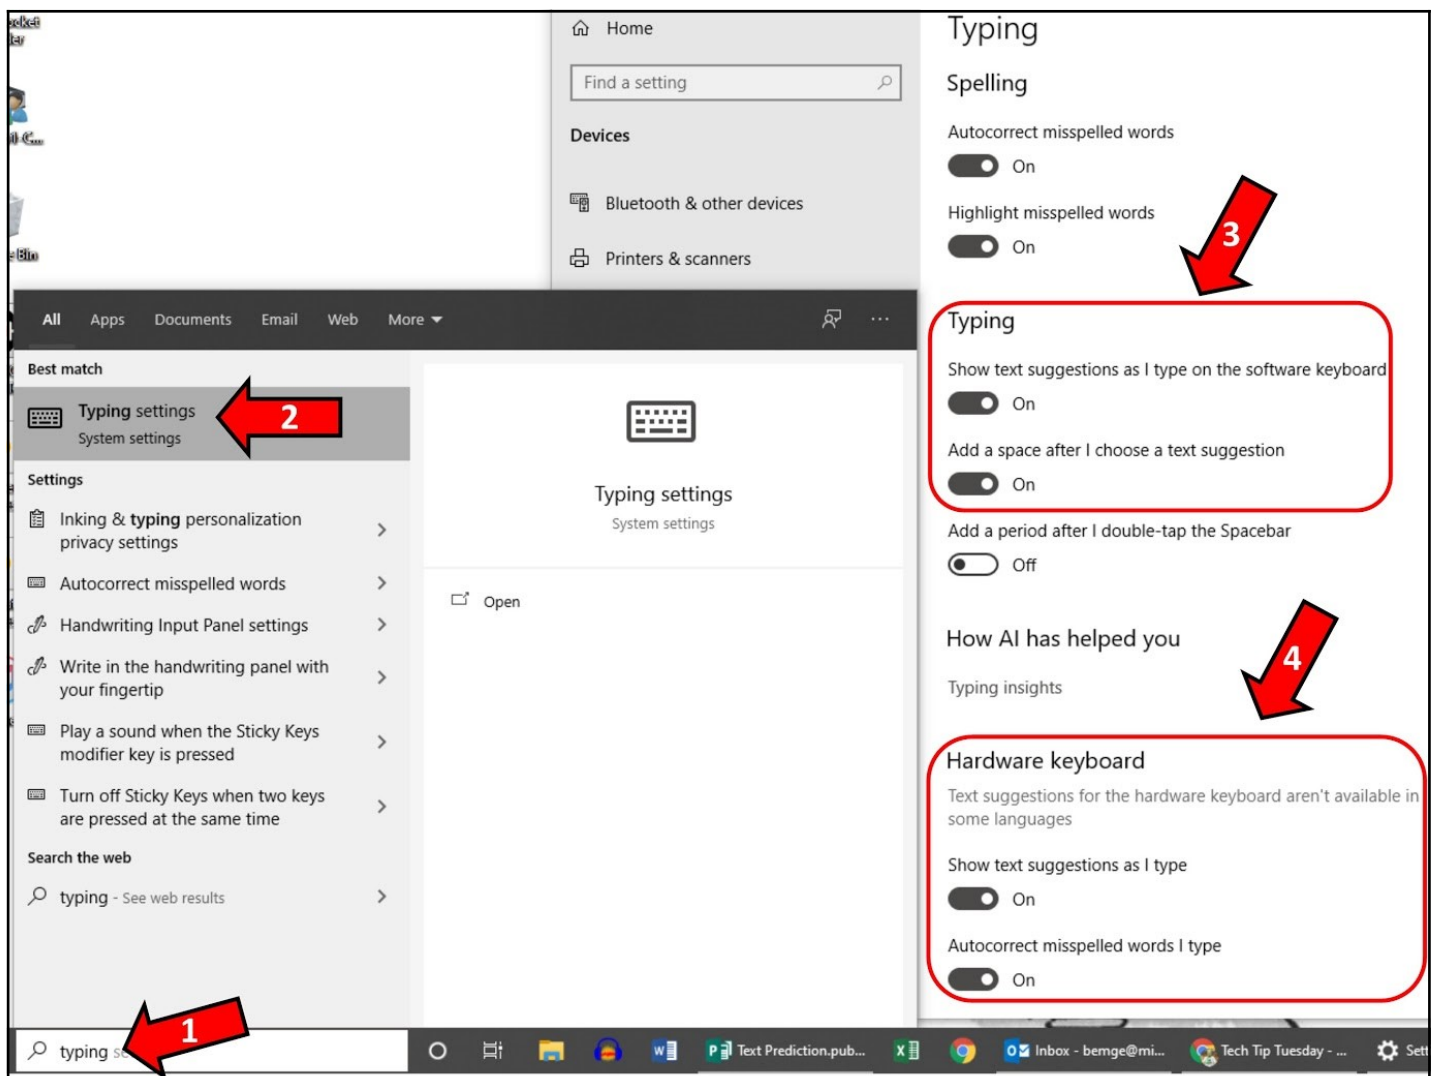 Home
Find a setting
Devices
Bluetooth & other devices
Printers & scanners
Typing
Spelling
Autocorrect misspelled words
On
Highlight misspelled words
On
3
Typing
Show text suggestions as I type on the software keyboard
On
Add a space after I choose a text suggestion
On
Add a period after I double-tap the Spacebar
Off
How AI has helped you
Typing insights
4
Hardware keyboard
Text suggestions for the hardware keyboard aren't available in
some languages
Show text suggestions as I type
On
Autocorrect misspelled words I type
On
All Apps Documents Email Web More
Best match
Typing settings
System settings
2
Settings
Inking & typing personalization
privacy settings
Autocorrect misspelled words
Handwriting Input Panel settings
Write in the handwriting panel with
your fingertip
Play a sound when the Sticky Keys
modifier key is pressed
Turn off Sticky Keys when two keys
are pressed at the same time
Search the web
typing - See web results
Typing settings
System settings
Open
1
typing
Text Prediction.pub... Inbox - bemge@mi... Tech Tip Tuesday - ... Sett